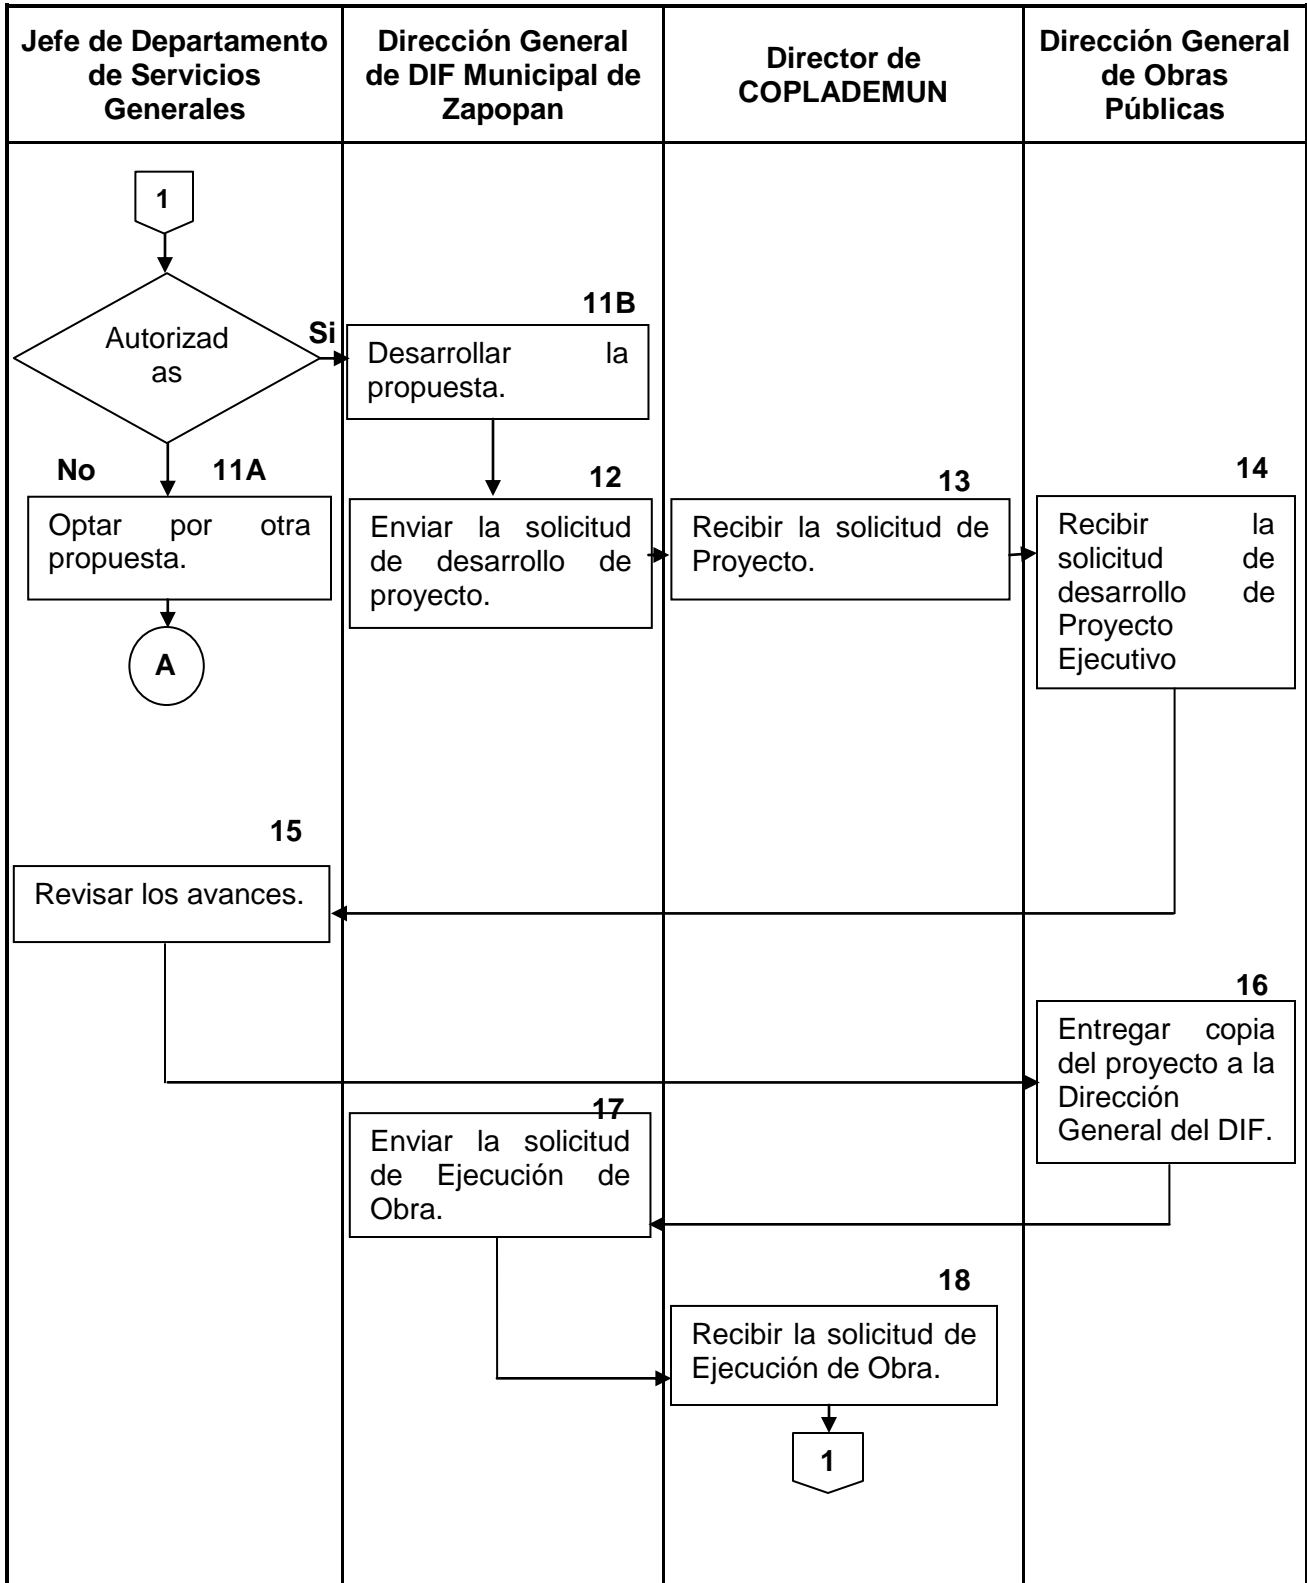 Jefe de Departamento
de Servicios
Generales
Dirección General
de DIF Municipal de
Zapopan
Director de
COPLADEMUN
Dirección General
de Obras
Públicas
1
Autorizad
as
Si
11B
Desarrollar la
propuesta.
No
11A
Optar por otra
propuesta.
A
12
Enviar la solicitud
de desarrollo de
proyecto.
13
Recibir la solicitud de
Proyecto.
14
Recibir la
solicitud de
desarrollo de
Proyecto
Ejecutivo
15
Revisar los avances.
16
Entregar copia
del proyecto a la
Dirección
General del DIF.
17
Enviar la solicitud
de Ejecución de
Obra.
18
Recibir la solicitud de
Ejecución de Obra.
1